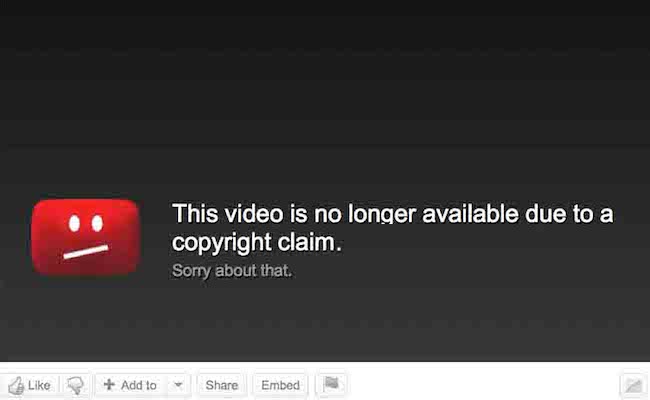 This video is no longer available due to a
copyright claim.
Sorry about that.
Like Add to Share Embed